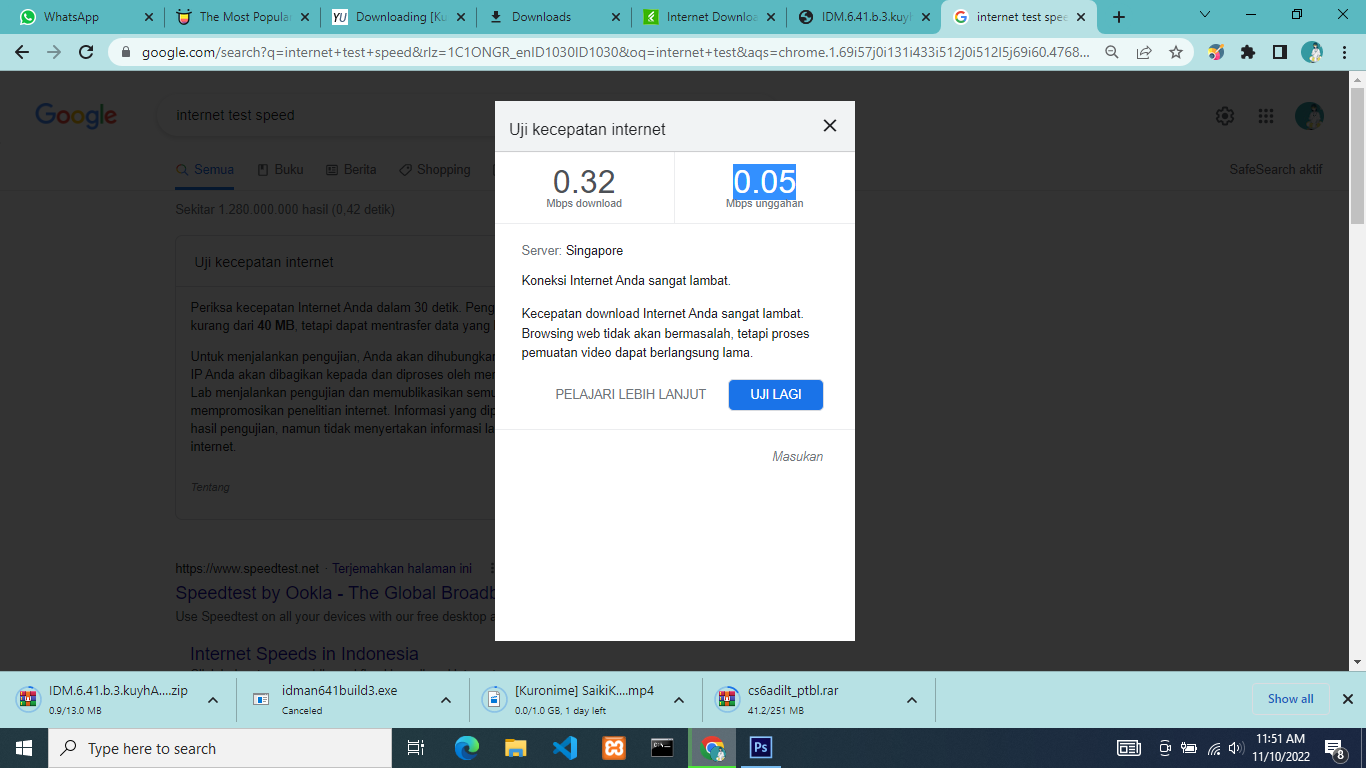 WhatsApp
The Most Popula
Downloading [Ku
Downloads
Internet Downloa
IDM.6.41.b.3.kuyh
internet test spee
google.com/search?q=internet+test+speed&rlz=1C1ONGR_enID1030ID1030&oq=internet+test&aqs=chrome.1.69i57j0i131i433i512j0i512l5j69i60.4768...
Google
internet test speed
Semua
Buku
Berita
Shopping
SafeSearch aktif
Sekitar 1.280.000.000 hasil (0,42 detik)
Uji kecepatan internet
Periksa kecepatan Internet Anda dalam 30 detik.
kurang dari 40 MB, tetapi dapat mentransfer data yang
Untuk menjalankan pengujian, Anda akan dihubungkan
IP Anda akan dibagikan kepada dan diproses oleh
Lab menjalankan pengujian dan memublikasikan
mempromosikan penelitian internet. Informasi yang
hasil pengujian, namun tidak menyertakan informasi
internet.
Tentang
https://www.speedtest.net · Terjemahkan halaman ini
Speedtest by Ookla - The Global Broadb
Use Speedtest on all your devices with our free desktop
Internet Speeds in Indonesia
Uji kecepatan internet
0.32
Mbps download
0.05
Mbps unggahan
Server: Singapore
Koneksi Internet Anda sangat lambat.
Kecepatan download Internet Anda sangat lambat.
Browsing web tidak akan bermasalah, tetapi proses
pemuatan video dapat berlangsung lama.
PELAJARI LEBIH LANJUT
UJI LAGI
Masukan
IDM.6.41.b.3.kuyhA....zip
0.9/13.0 MB
idman641build3.exe
Canceled
[Kuronime] SaikiK....mp4
0.0/1.0 GB, 1 day left
cs6adilt_ptbl.rar
41.2/251 MB
Show all
Type here to search
Ps
11:51 AM
11/10/2022
8